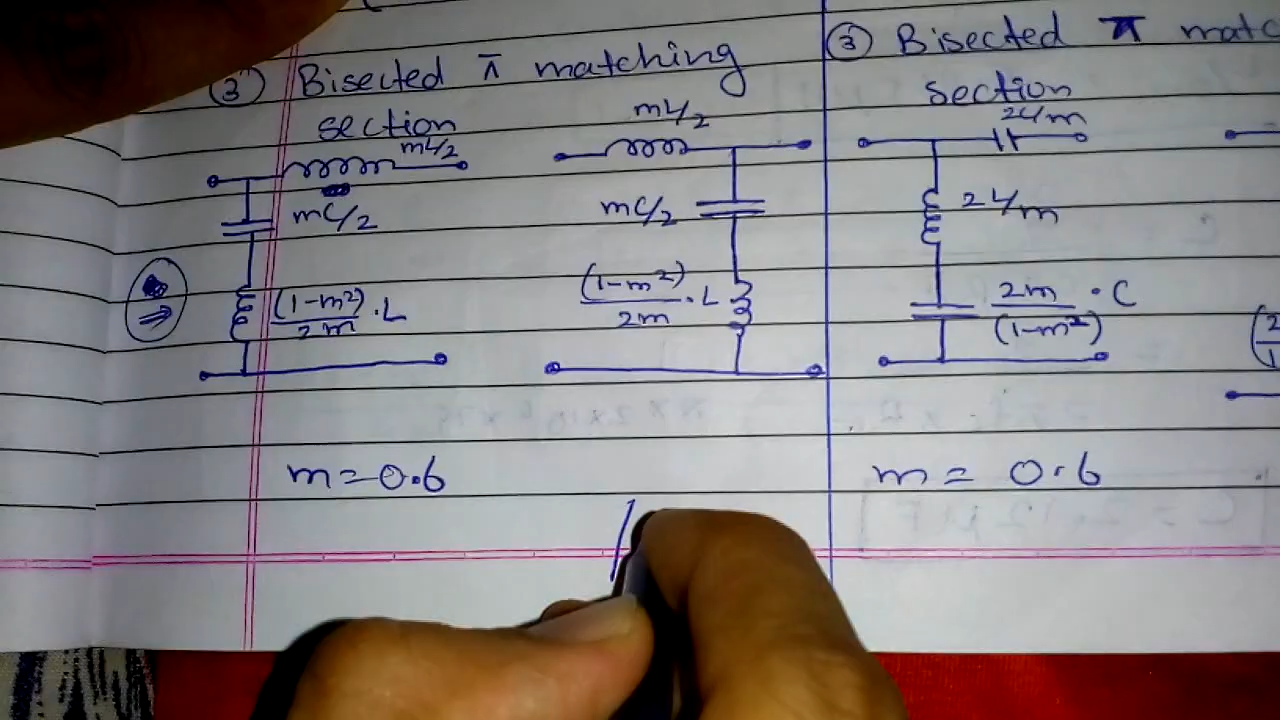 ③ Bisected π matching
section
mL/2
mC/2
(1-m²)/2m · L
mL/2
mC/2
(1-m²)/2m · L
m = 0.6
③ Bisected π matc
section
2C/m
2L/m
2m/(1-m²) · C
m = 0.6